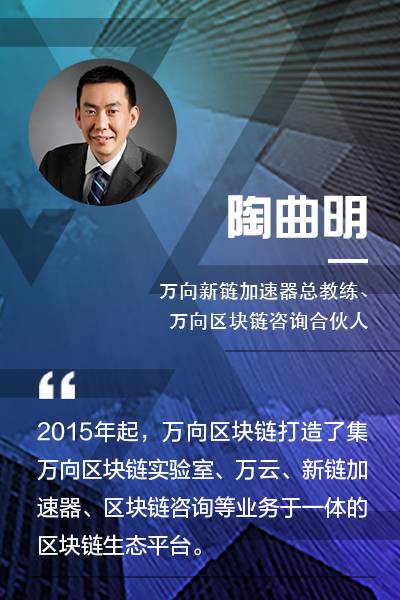 陶曲明
万向新链加速器总教练、
万向区块链咨询合伙人
“
2015年起，万向区块链打造了集
万向区块链实验室、万云、新链加
速器、区块链咨询等业务于一体的
区块链生态平台。